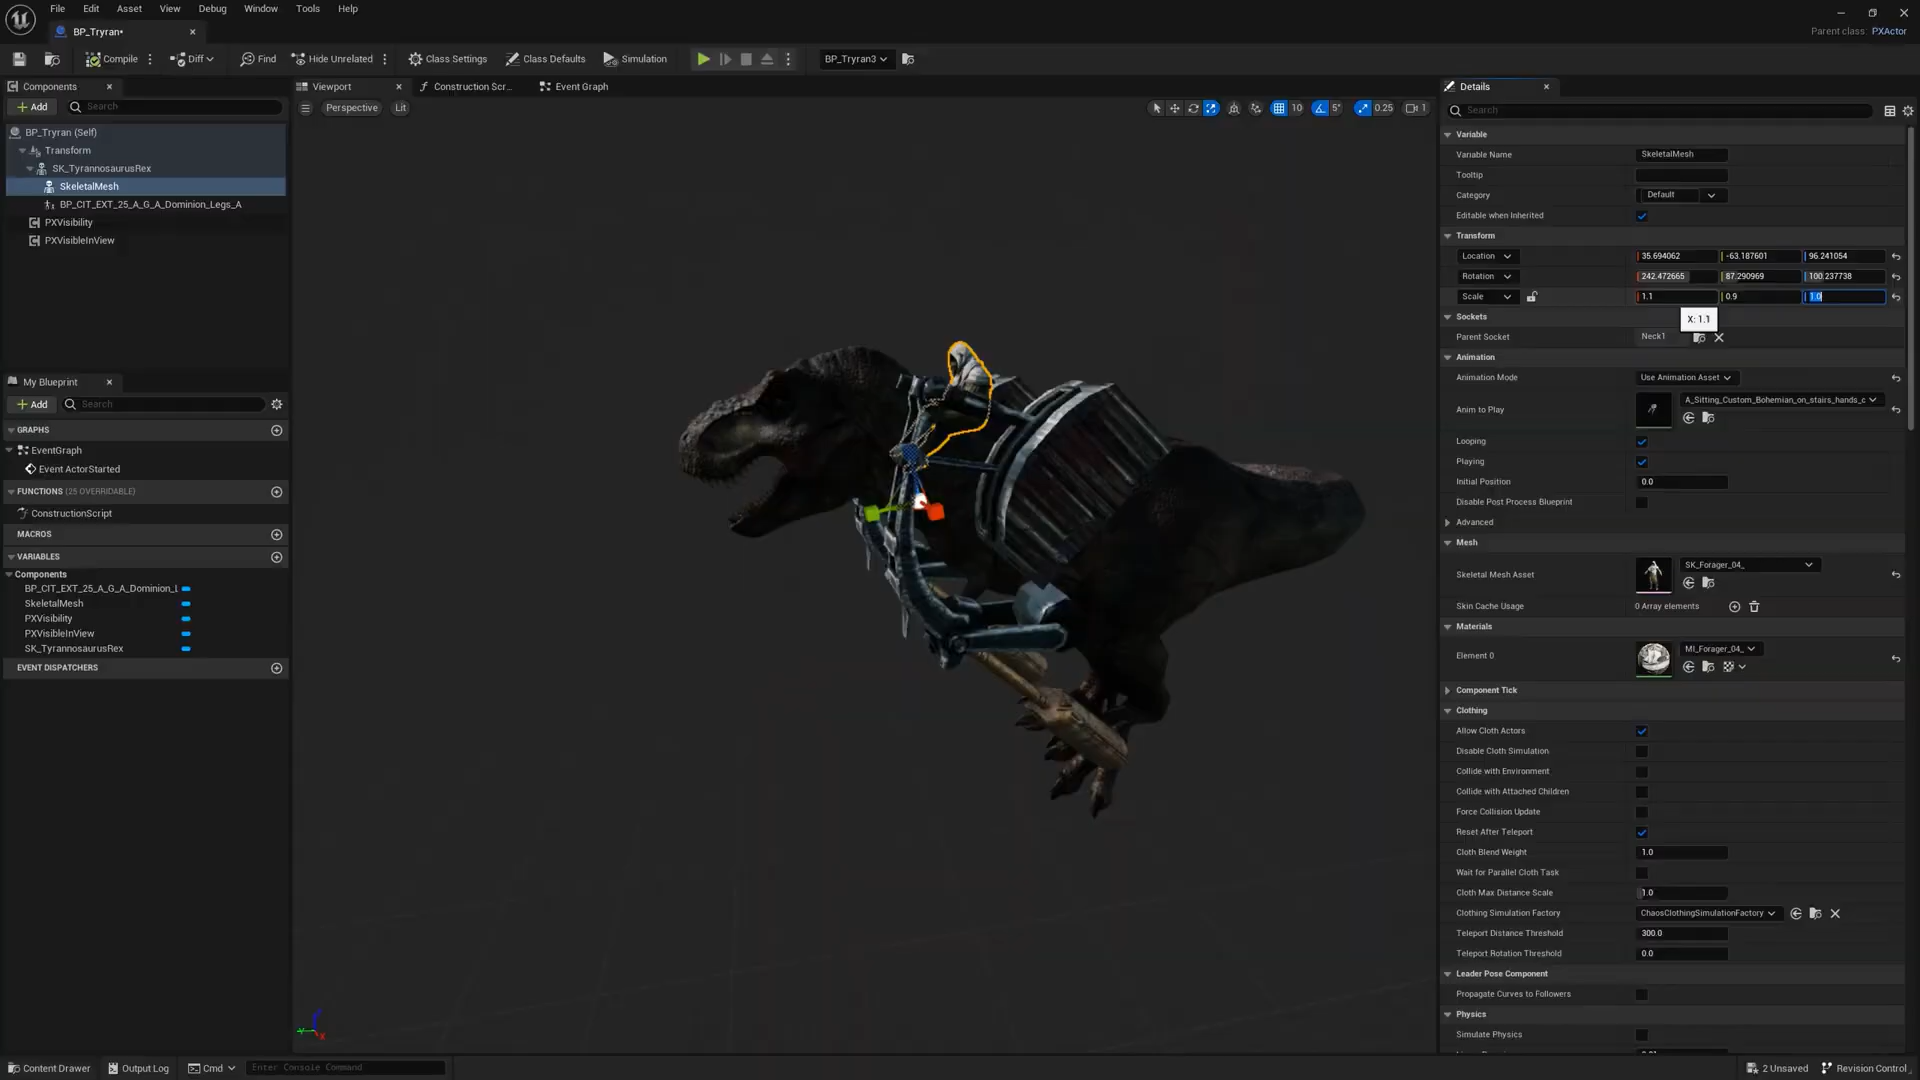 File Edit Asset View Debug Window Tools Help
BP_Tryran•
Parent class: PXActor
Compile Diff Find Hide Unrelated Class Settings Class Defaults Simulation BP_Tryran3
Components
Add Search
BP_Tryran (Self)
Transform
SK_TyrannosaurusRex
SkeletalMesh
BP_CIT_EXT_25_A_G_A_Dominion_Legs_A
PXVisibility
PXVisibleInView
My Blueprint
Add Search
GRAPHS
EventGraph
Event ActorStarted
FUNCTIONS (25 OVERRIDABLE)
ConstructionScript
MACROS
VARIABLES
Components
BP_CIT_EXT_25_A_G_A_Dominion_L
SkeletalMesh
PXVisibility
PXVisibleInView
SK_TyrannosaurusRex
EVENT DISPATCHERS
Viewport Construction Scr... Event Graph
Perspective Lit 10 5° 0.25 1
Details
Search
Variable
Variable Name SkeletalMesh
Tooltip
Category Default
Editable when Inherited
Transform
Location 35.694062 -63.187601 96.241054
Rotation 242.472665 87.290969 100.237738
Scale 1.1 0.9 1.0
X: 1.1
Sockets
Parent Socket Neck1
Animation
Animation Mode Use Animation Asset
Anim to Play A_Sitting_Custom_Bohemian_on_stairs_hands_c
Looping
Playing
Initial Position 0.0
Disable Post Process Blueprint
Advanced
Mesh
Skeletal Mesh Asset SK_Forager_04_
Skin Cache Usage 0 Array elements
Materials
Element 0 MI_Forager_04_
Component Tick
Clothing
Allow Cloth Actors
Disable Cloth Simulation
Collide with Environment
Collide with Attached Children
Force Collision Update
Reset After Teleport
Cloth Blend Weight 1.0
Wait for Parallel Cloth Task
Cloth Max Distance Scale 1.0
Clothing Simulation Factory ChaosClothingSimulationFactory
Teleport Distance Threshold 300.0
Teleport Rotation Threshold 0.0
Leader Pose Component
Propagate Curves to Followers
Physics
Simulate Physics
Content Drawer Output Log Cmd Enter Console Command 2 Unsaved Revision Control